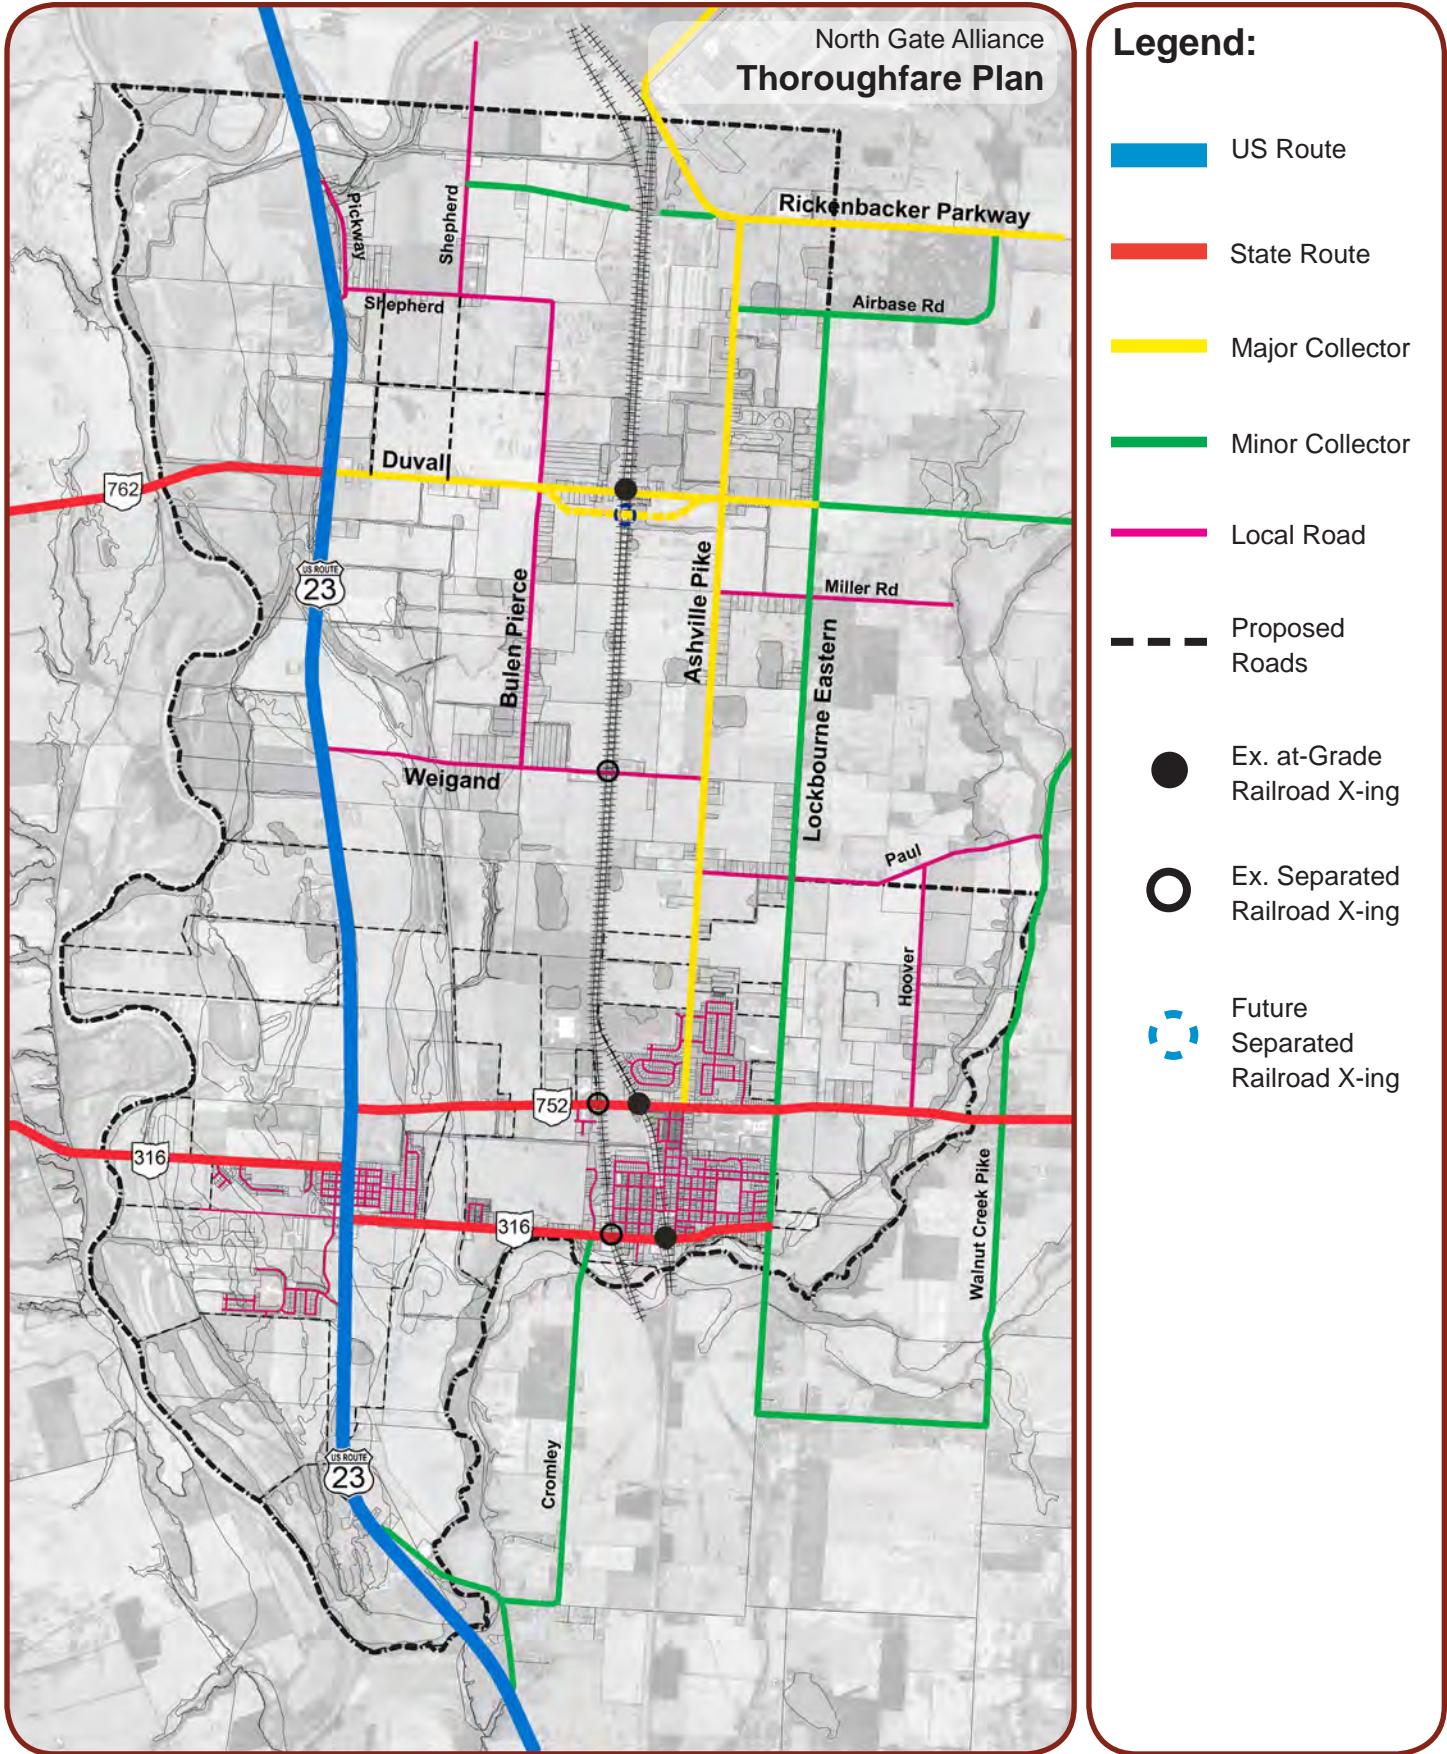 North Gate Alliance
Thoroughfare Plan
Rickenbacker Parkway
Pickway
Shepherd
Shepherd
Airbase Rd
Duvall
762
US ROUTE
23
Bulen Pierce
Ashville Pike
Miller Rd
Lockbourne Eastern
Weigand
Paul
Hoover
752
316
316
Walnut Creek Pike
Cromley
US ROUTE
23
Legend:
US Route
State Route
Major Collector
Minor Collector
Local Road
Proposed
Roads
Ex. at-Grade
Railroad X-ing
Ex. Separated
Railroad X-ing
Future
Separated
Railroad X-ing